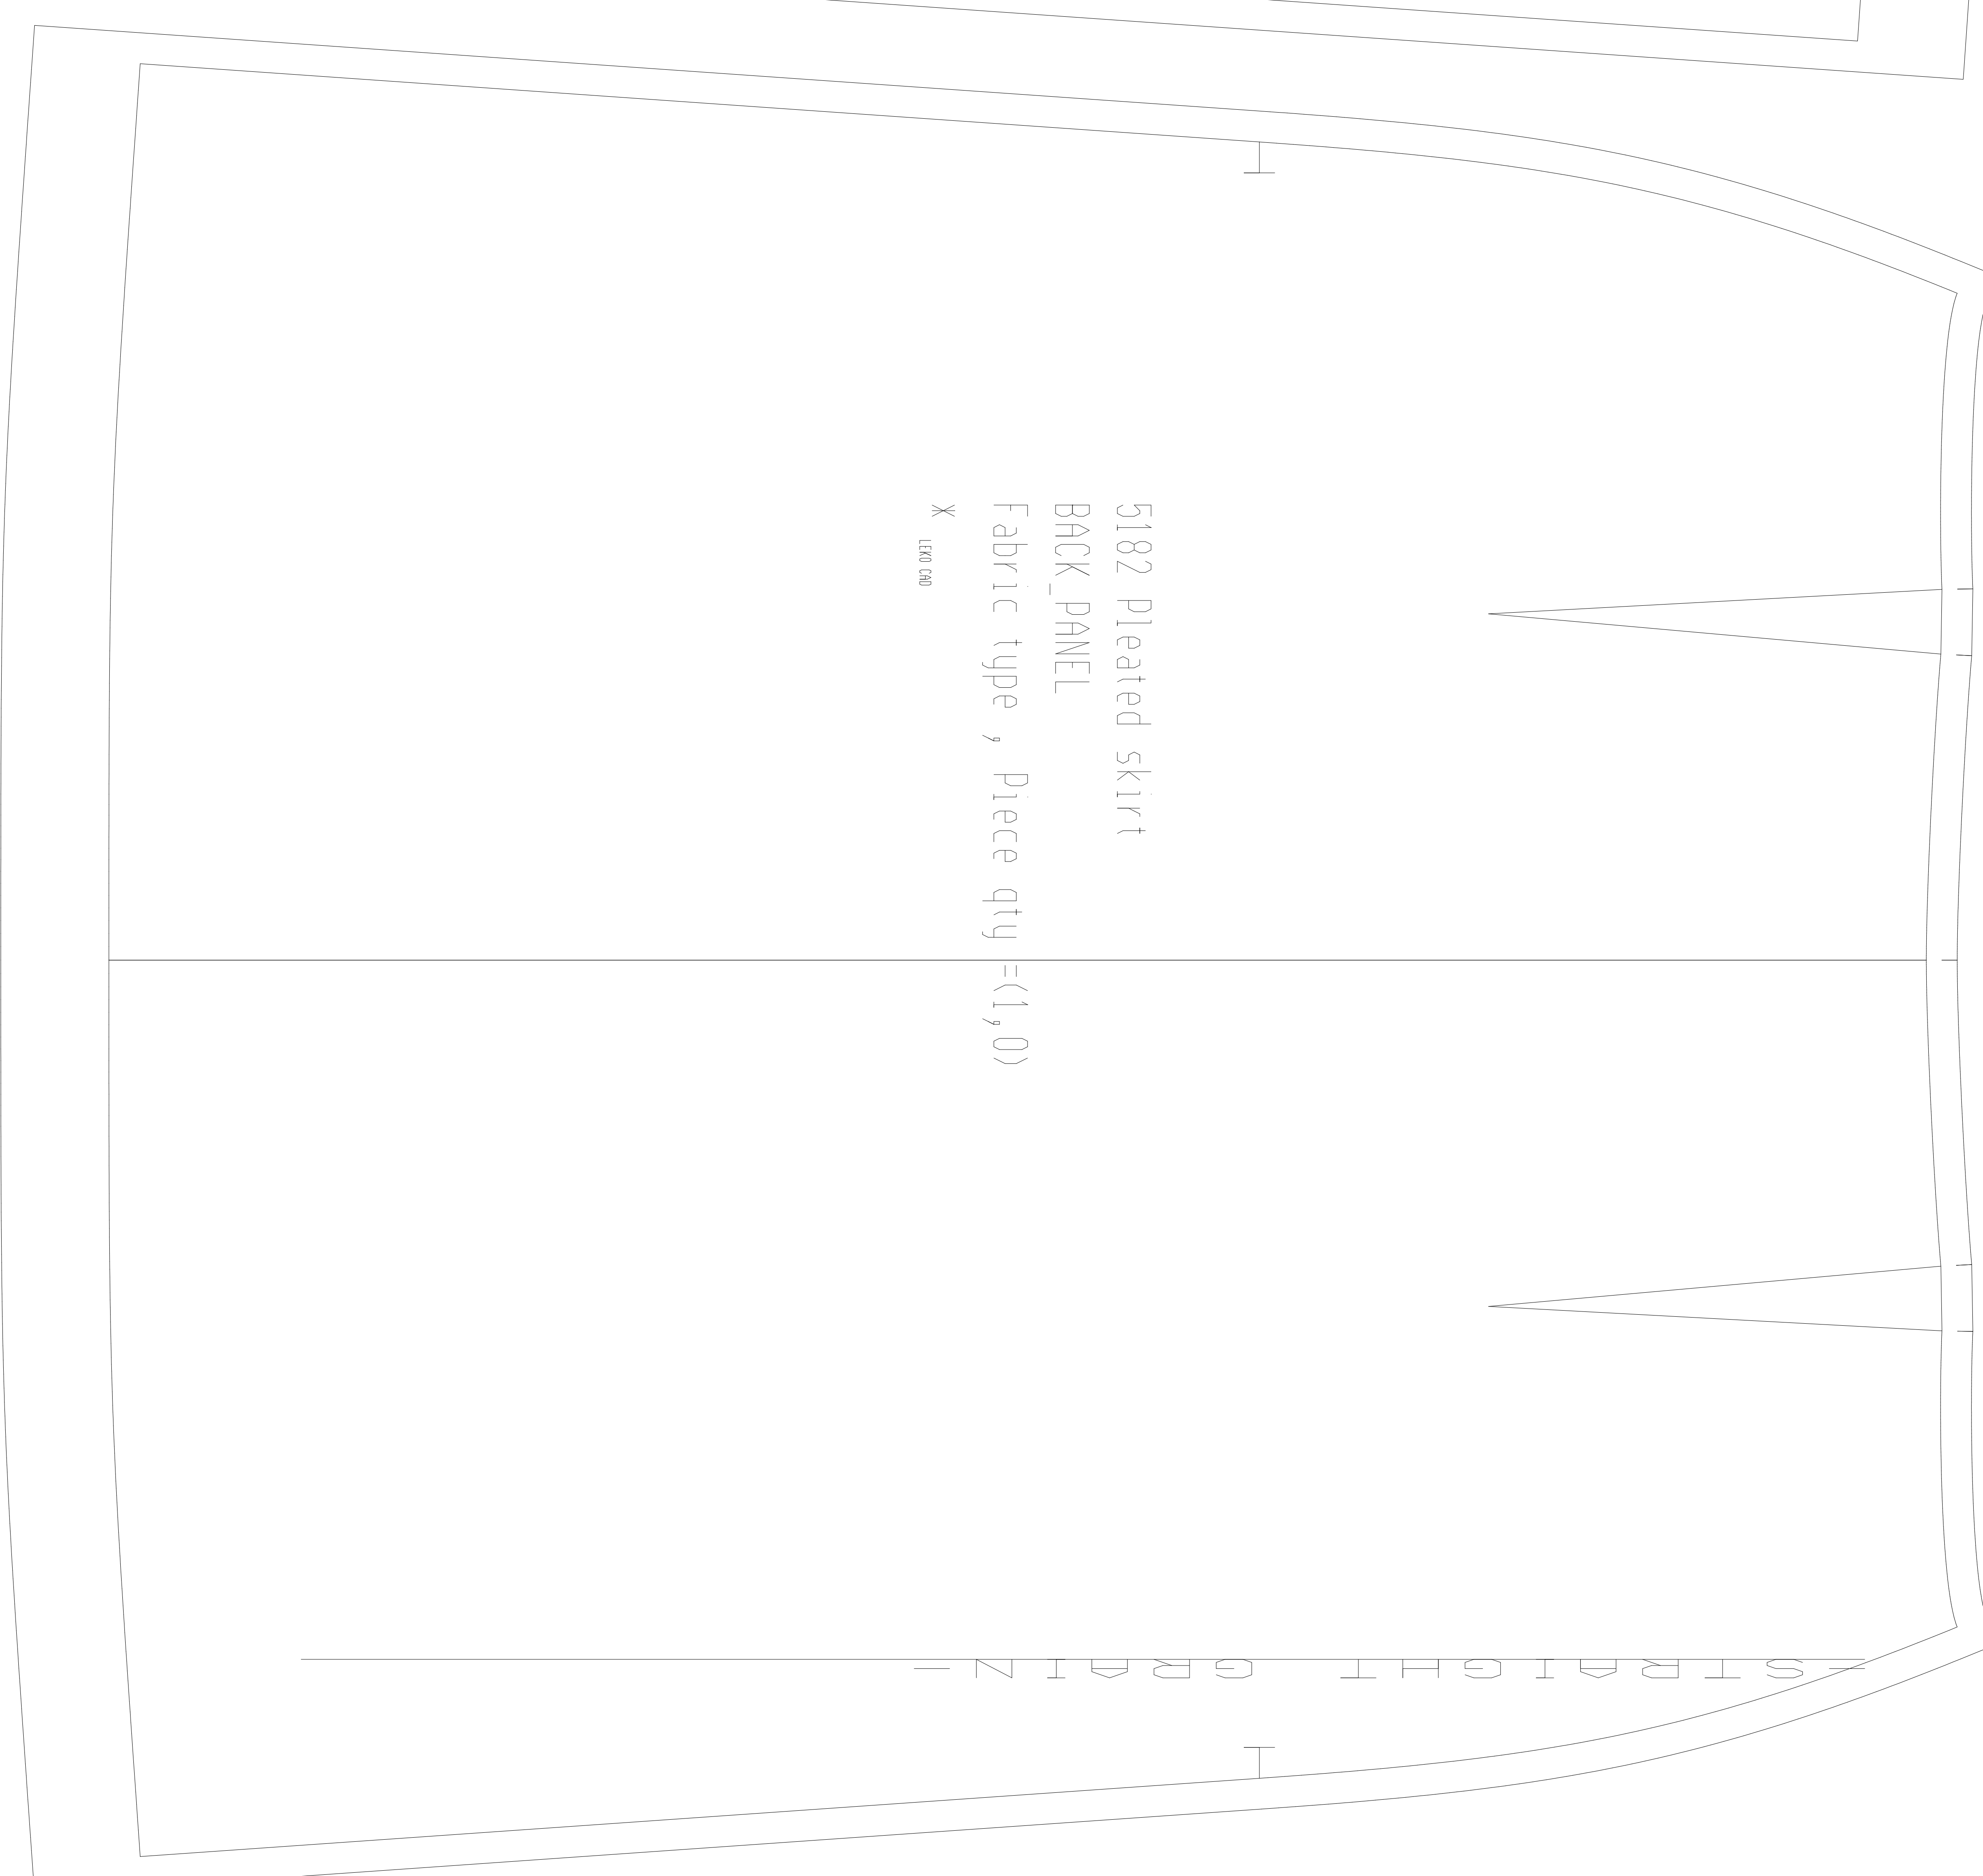 5182 pleated skirt
BACK_PANEL
Fabric type , Piece qty =(1,0)
*
LEKO CAD
- STRAIGHT GRAIN -